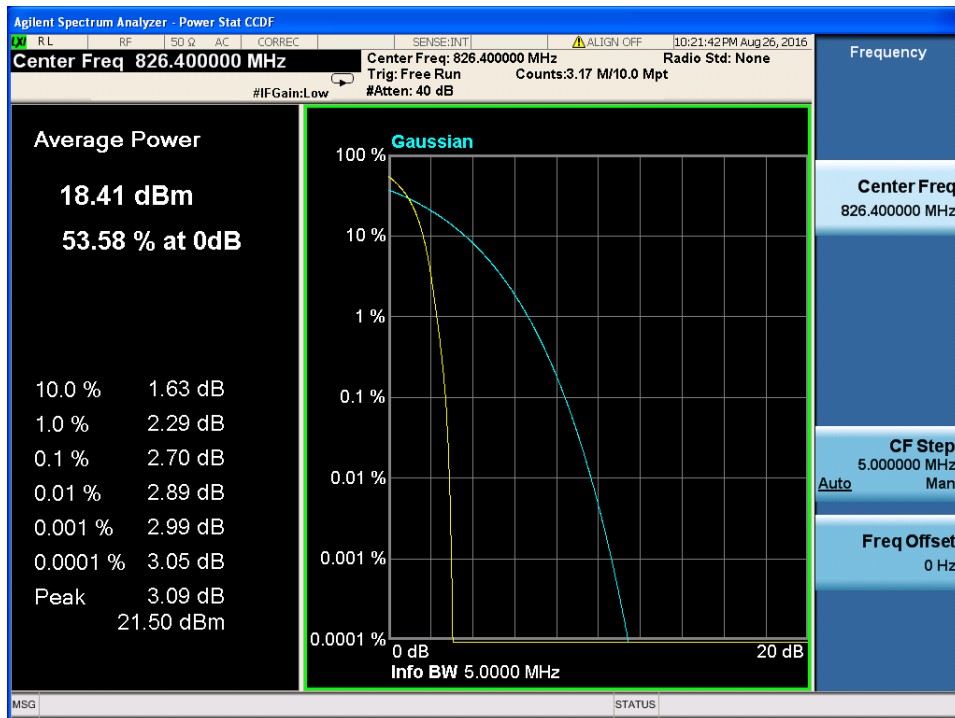 Agilent Spectrum Analyzer - Power Stat CCDF
LXI RL RF 50 Ω AC CORREC SENSE:INT ALIGN OFF 10:21:42 PM Aug 26, 2016
Center Freq 826.400000 MHz
#IFGain:Low
Center Freq: 826.400000 MHz Radio Std: None
Trig: Free Run Counts:3.17 M/10.0 Mpt
#Atten: 40 dB
Average Power
18.41 dBm
53.58 % at 0dB
10.0 % 1.63 dB
1.0 % 2.29 dB
0.1 % 2.70 dB
0.01 % 2.89 dB
0.001 % 2.99 dB
0.0001 % 3.05 dB
Peak 3.09 dB
21.50 dBm
Gaussian
100 %
10 %
1 %
0.1 %
0.01 %
0.001 %
0.0001 %
0 dB 20 dB
Info BW 5.0000 MHz
Frequency
Center Freq
826.400000 MHz
CF Step
5.000000 MHz
Auto Man
Freq Offset
0 Hz
MSG STATUS